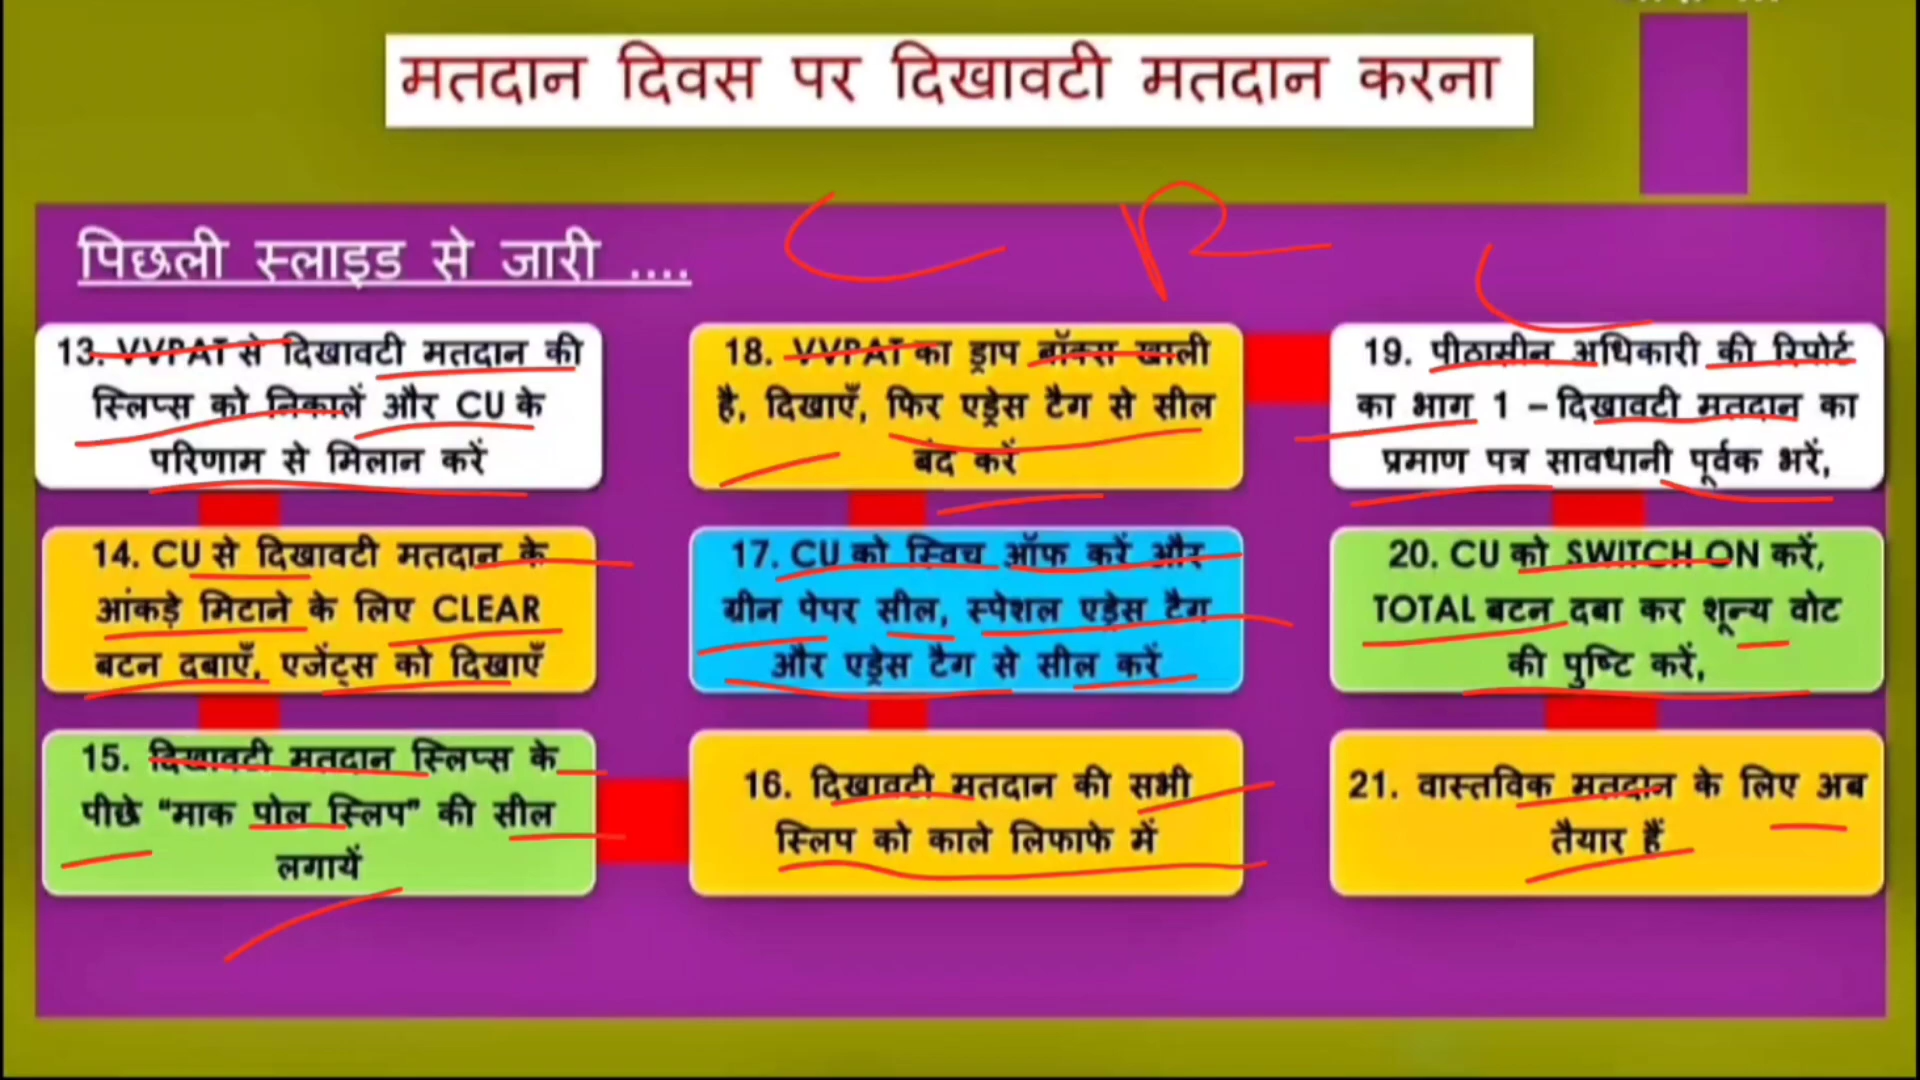 मतदान दिवस पर दिखावटी मतदान करना
पिछली स्लाइड से जारी ....
C R C
13. VVPAT से दिखावटी मतदान की
स्लिप्स को निकालें और CU के
परिणाम से मिलान करें
14. CU से दिखावटी मतदान के
आंकड़े मिटाने के लिए CLEAR
बटन दबाएँ, एजेंट्स को दिखाएँ
15. दिखावटी मतदान स्लिप्स के
पीछे “माक पोल स्लिप” की सील
लगायें
16. दिखावटी मतदान की सभी
स्लिप को काले लिफाफे में
17. CU को स्विच ऑफ करें और
ग्रीन पेपर सील, स्पेशल एड्रेस टैग
और एड्रेस टैग से सील करें
18. VVPAT का ड्राप बॉक्स खाली
है, दिखाएँ, फिर एड्रेस टैग से सील
बंद करें
19. पीठासीन अधिकारी की रिपोर्ट
का भाग 1 – दिखावटी मतदान का
प्रमाण पत्र सावधानी पूर्वक भरें,
20. CU को SWITCH ON करें,
TOTAL बटन दबा कर शून्य वोट
की पुष्टि करें,
21. वास्तविक मतदान के लिए अब
तैयार हैं